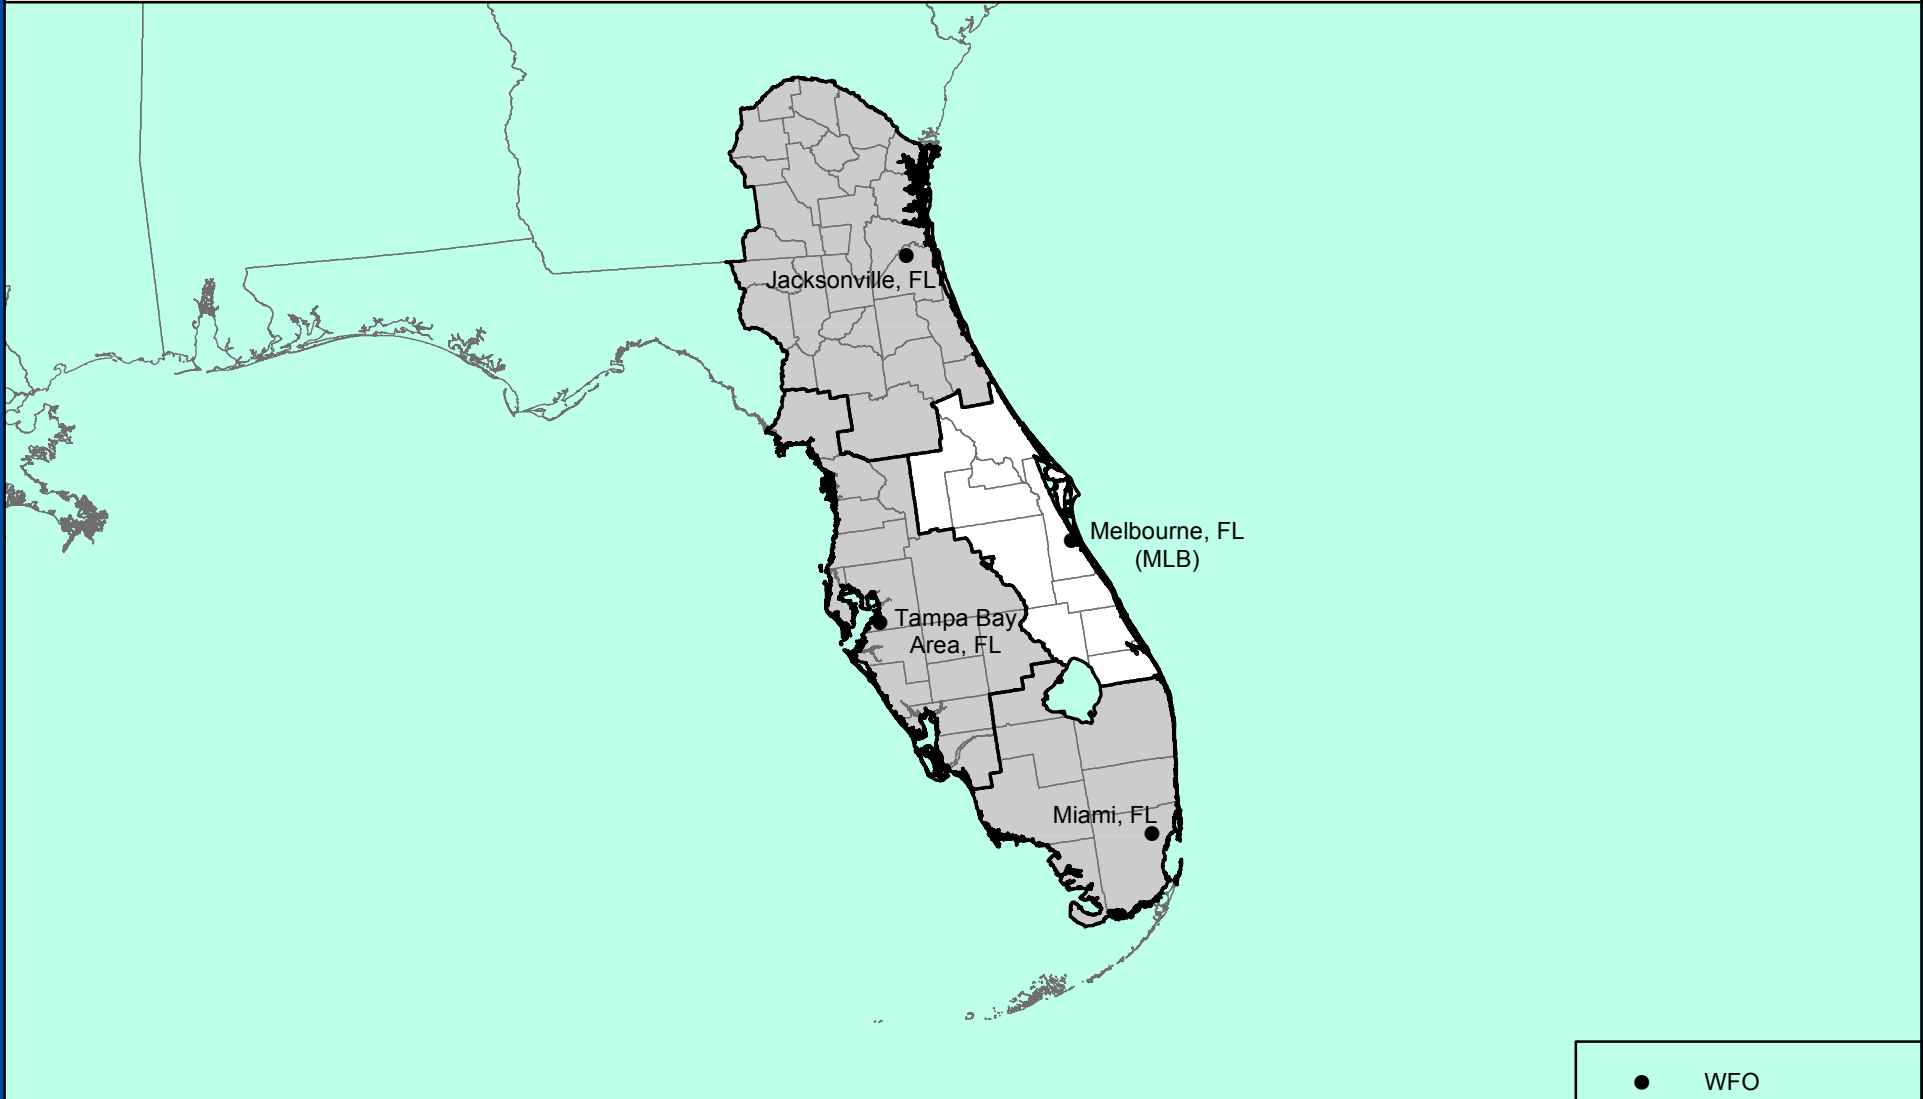 Jacksonville, FL
Melbourne, FL
(MLB)
Tampa Bay
Area, FL
Miami, FL
WFO